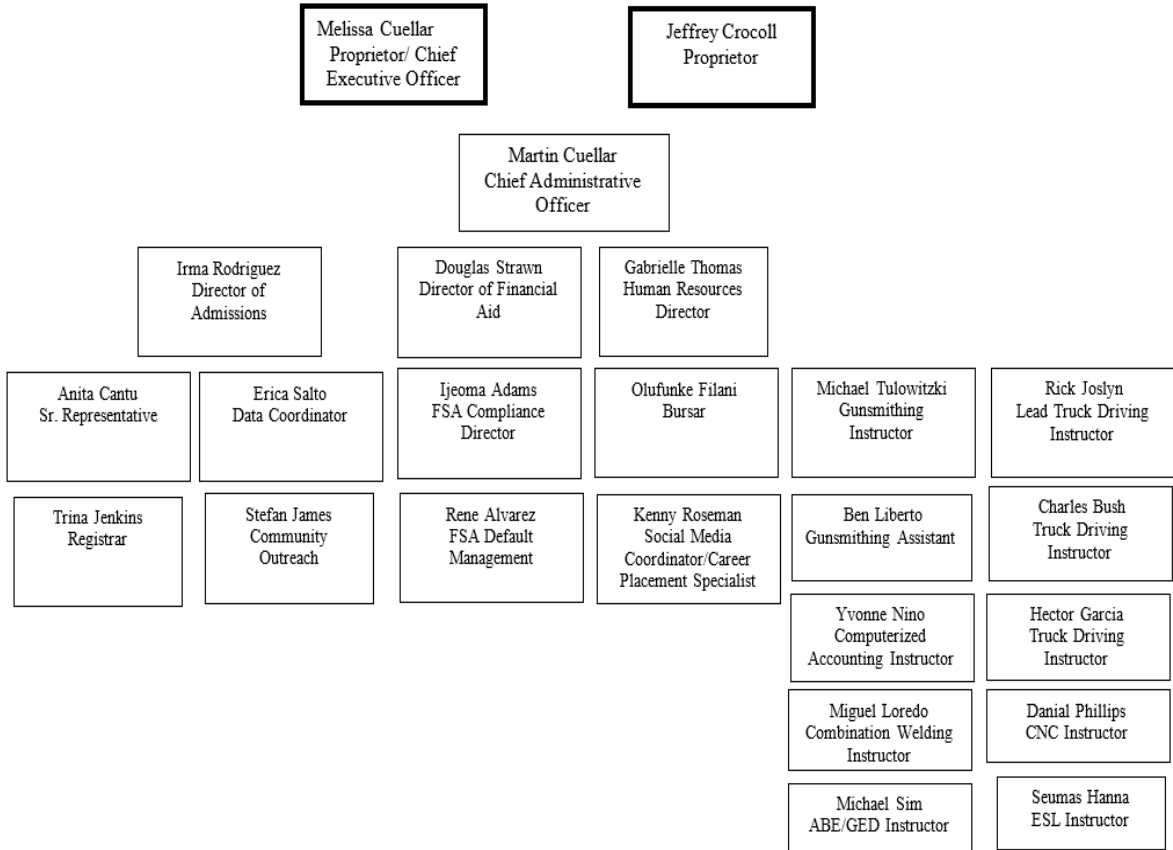 Melissa Cuellar
Proprietor/ Chief
Executive Officer
Jeffrey Crocoll
Proprietor
Martin Cuellar
Chief Administrative
Officer
Irma Rodriguez
Director of
Admissions
Douglas Strawn
Director of Financial
Aid
Gabrielle Thomas
Human Resources
Director
Anita Cantu
Sr. Representative
Erica Salto
Data Coordinator
Ijeoma Adams
FSA Compliance
Director
Olufunke Filani
Bursar
Michael Tulowitzki
Gunsmithing
Instructor
Rick Joslyn
Lead Truck Driving
Instructor
Trina Jenkins
Registrar
Stefan James
Community
Outreach
Rene Alvarez
FSA Default
Management
Kenny Roseman
Social Media
Coordinator/Career
Placement Specialist
Ben Liberto
Gunsmithing Assistant
Charles Bush
Truck Driving
Instructor
Yvonne Nino
Computerized
Accounting Instructor
Hector Garcia
Truck Driving
Instructor
Miguel Loredo
Combination Welding
Instructor
Danial Phillips
CNC Instructor
Michael Sim
ABE/GED Instructor
Seumas Hanna
ESL Instructor